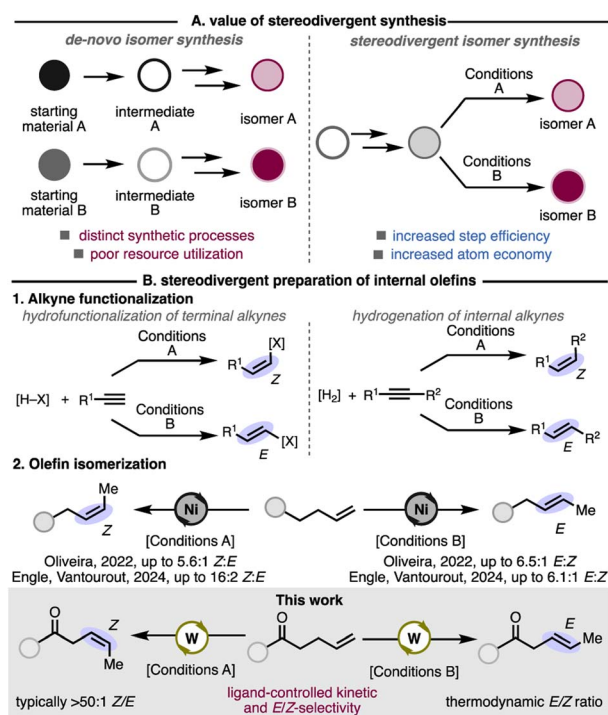 A. value of stereodivergent synthesis
de-novo isomer synthesis
starting material A
intermediate A
isomer A
starting material B
intermediate B
isomer B
distinct synthetic processes
poor resource utilization
stereodivergent isomer synthesis
Conditions A
isomer A
Conditions B
isomer B
increased step efficiency
increased atom economy
B. stereodivergent preparation of internal olefins
1. Alkyne functionalization
hydrofunctionalization of terminal alkynes
Conditions A
[X]
R¹
Z
[H–X] + R¹
Conditions B
R¹
[X]
E
hydrogenation of internal alkynes
Conditions A
R²
R¹
Z
[H₂] + R¹
R²
Conditions B
R¹
R²
E
2. Olefin isomerization
Me
Z
Ni
[Conditions A]
Ni
[Conditions B]
Me
E
Oliveira, 2022, up to 5.6:1 Z:E
Engle, Vantourout, 2024, up to 16:2 Z:E
Oliveira, 2022, up to 6.5:1 E:Z
Engle, Vantourout, 2024, up to 6.1:1 E:Z
This work
O
Z
Me
W
[Conditions A]
O
W
[Conditions B]
O
E
Me
typically >50:1 Z/E
ligand-controlled kinetic
and E/Z-selectivity
thermodynamic E/Z ratio